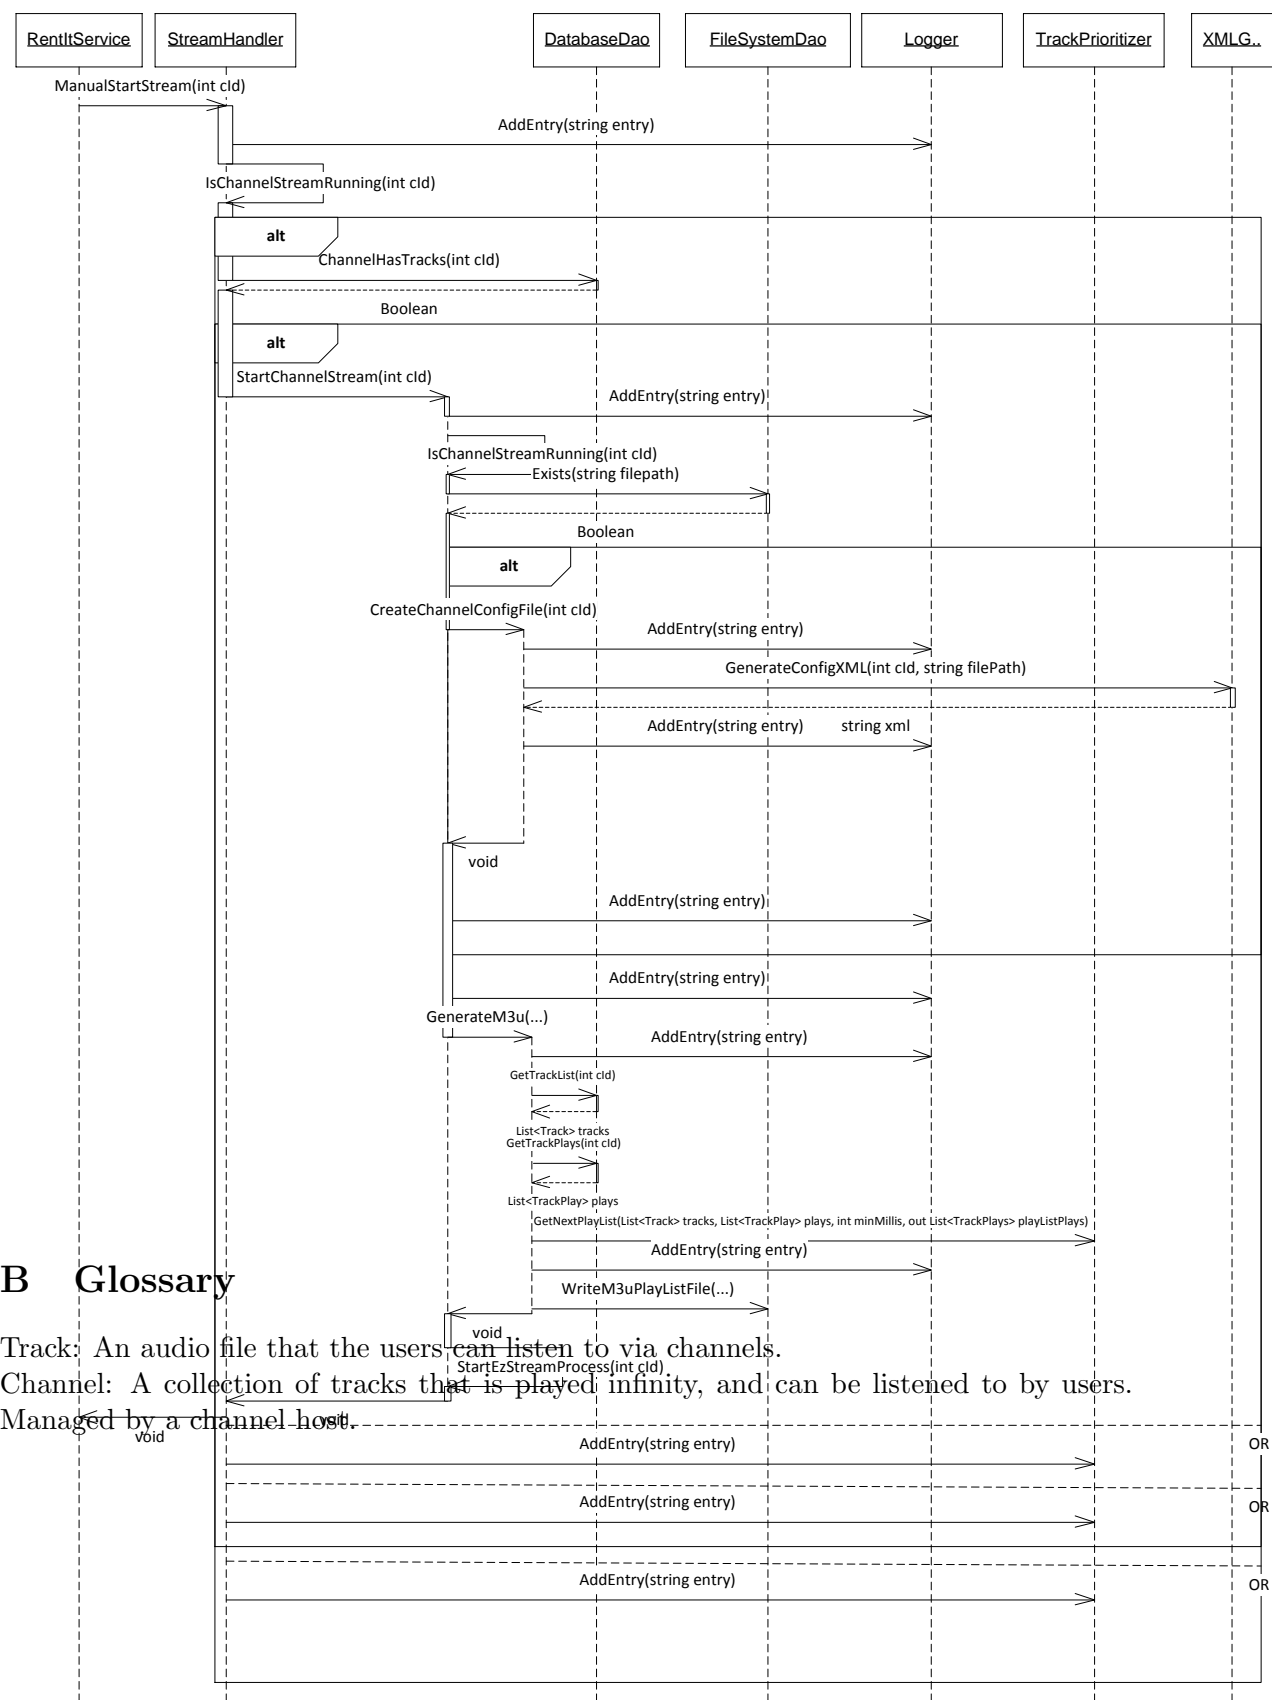 RentItService StreamHandler DatabaseDao FileSystemDao Logger TrackPrioritizer XMLG..
ManualStartStream(int cId)
AddEntry(string entry)
IsChannelStreamRunning(int cId)
alt
ChannelHasTracks(int cId)
Boolean
alt
StartChannelStream(int cId)
AddEntry(string entry)
IsChannelStreamRunning(int cId)
Exists(string filepath)
Boolean
alt
CreateChannelConfigFile(int cId)
AddEntry(string entry)
GenerateConfigXML(int cId, string filePath)
AddEntry(string entry) string xml
void
AddEntry(string entry)
AddEntry(string entry)
GenerateM3u(...)
AddEntry(string entry)
GetTrackList(int cId)
List<Track> tracks
GetTrackPlays(int cId)
List<TrackPlay> plays
GetNextPlayList(List<Track> tracks, List<TrackPlay> plays, int minMillis, out List<TrackPlays> playListPlays)
AddEntry(string entry)
B Glossary
WriteM3uPlayListFile(...)
void
Track: An audio file that the users can listen to via channels.
StartEzStreamProcess(int cId)
Channel: A collection of tracks that is played infinity, and can be listened to by users.
Managed by a channel host.
void
void
AddEntry(string entry) OR
AddEntry(string entry) OR
AddEntry(string entry) OR